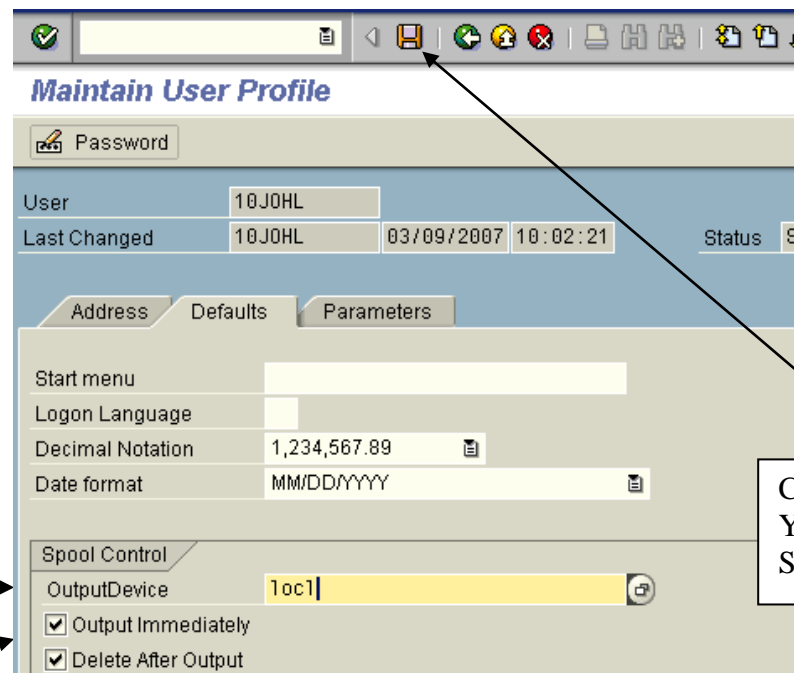 Maintain User Profile
Password
User 10JOHL
Last Changed 10JOHL 03/09/2007 10:02:21 Status
Address Defaults Parameters
Start menu
Logon Language
Decimal Notation 1,234,567.89
Date format MM/DD/YYYY
Spool Control
OutputDevice locl
Output Immediately
Delete After Output